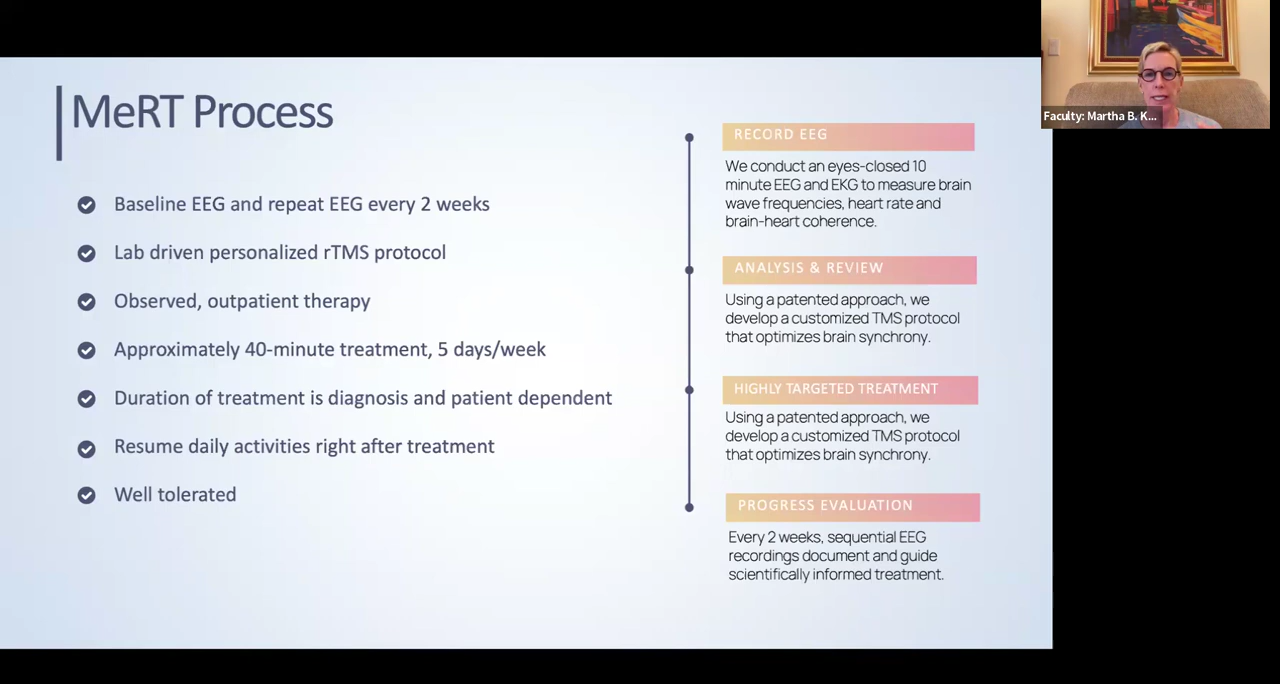 MeRT Process
Baseline EEG and repeat EEG every 2 weeks
Lab driven personalized rTMS protocol
Observed, outpatient therapy
Approximately 40-minute treatment, 5 days/week
Duration of treatment is diagnosis and patient dependent
Resume daily activities right after treatment
Well tolerated
RECORD EEG
We conduct an eyes-closed 10
minute EEG and EKG to measure brain
wave frequencies, heart rate and
brain-heart coherence.
ANALYSIS & REVIEW
Using a patented approach, we
develop a customized TMS protocol
that optimizes brain synchrony.
HIGHLY TARGETED TREATMENT
Using a patented approach, we
develop a customized TMS protocol
that optimizes brain synchrony.
PROGRESS EVALUATION
Every 2 weeks, sequential EEG
recordings document and guide
scientifically informed treatment.
Faculty: Martha B. K...